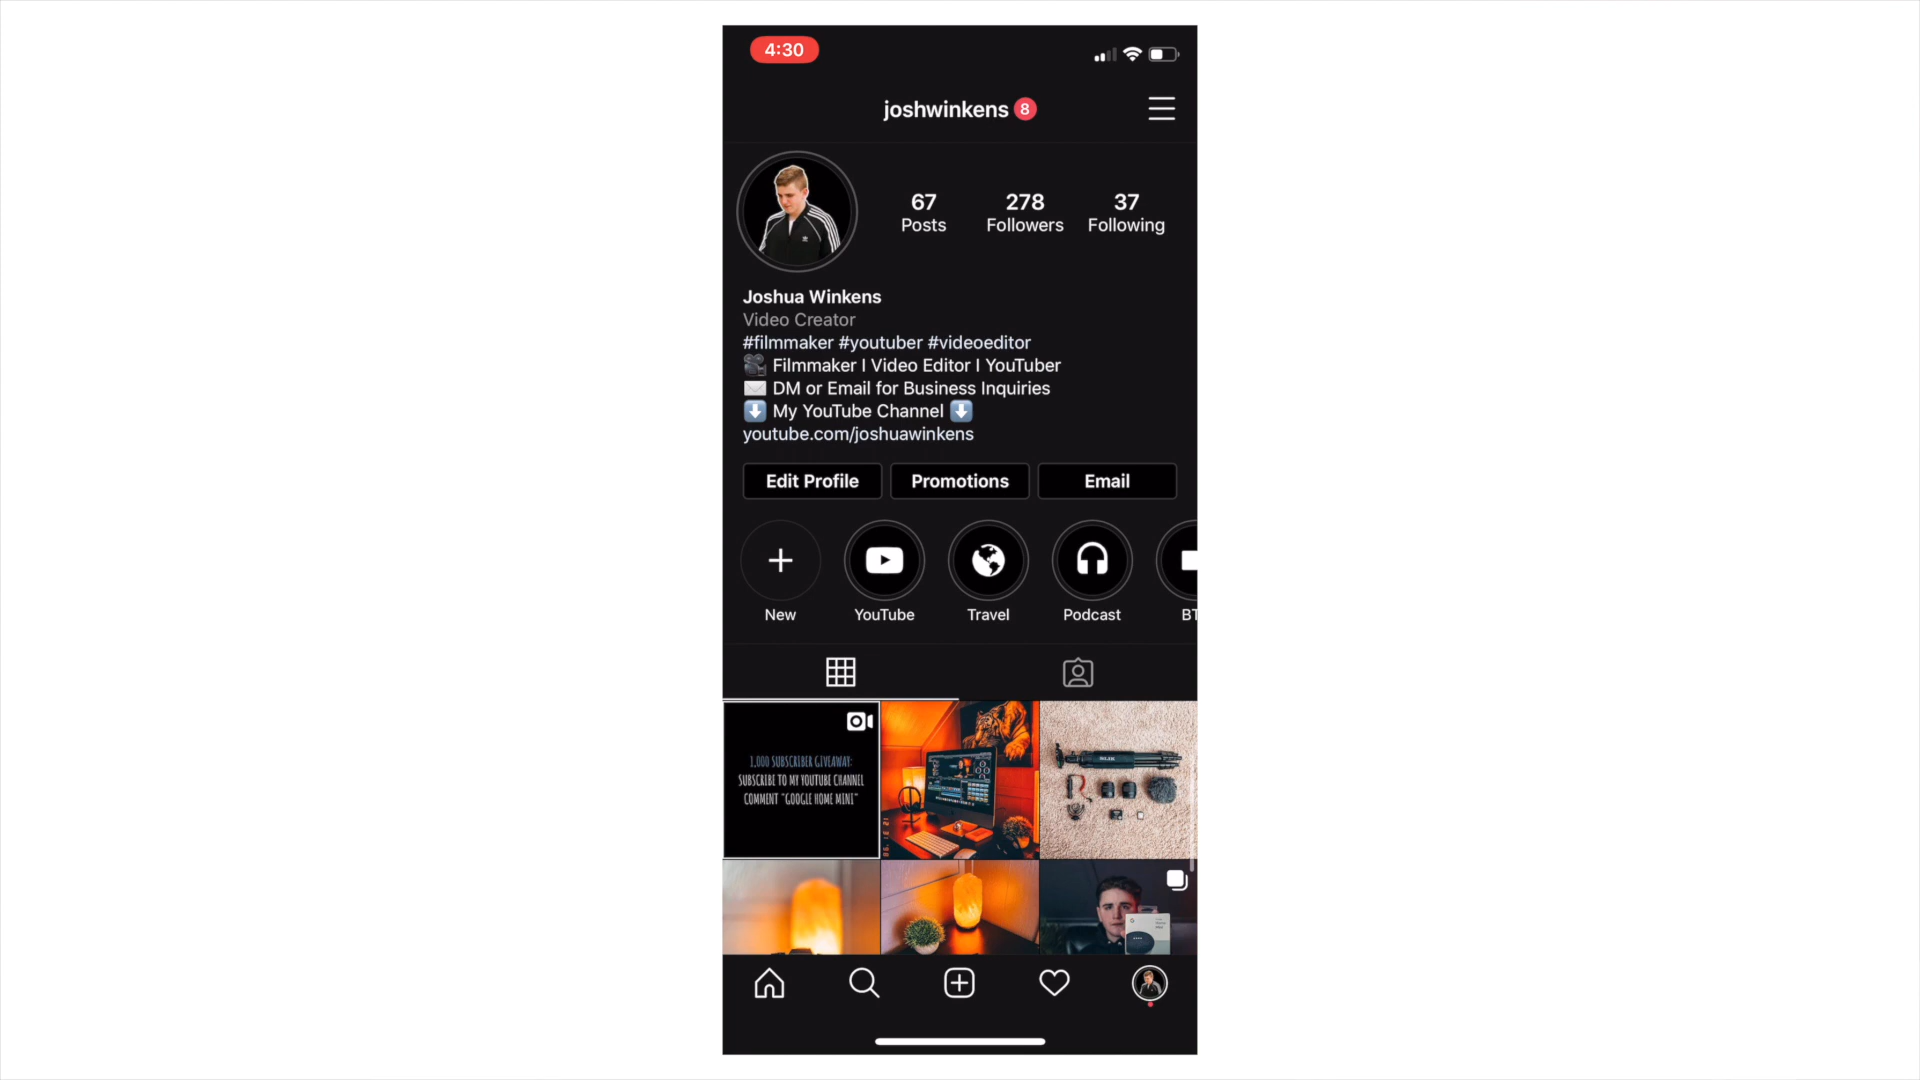 4:30
joshwinkens 8
67 278 37
Posts Followers Following
Joshua Winkens
Video Creator
#filmmaker #youtuber #videoeditor
Filmmaker I Video Editor I YouTuber
DM or Email for Business Inquiries
My YouTube Channel
youtube.com/joshuawinkens
Edit Profile Promotions Email
New YouTube Travel Podcast BT
1,000 SUBSCRIBER GIVEAWAY:
SUBSCRIBE TO MY YOUTUBE CHANNEL
COMMENT "GOOGLE HOME MINI"